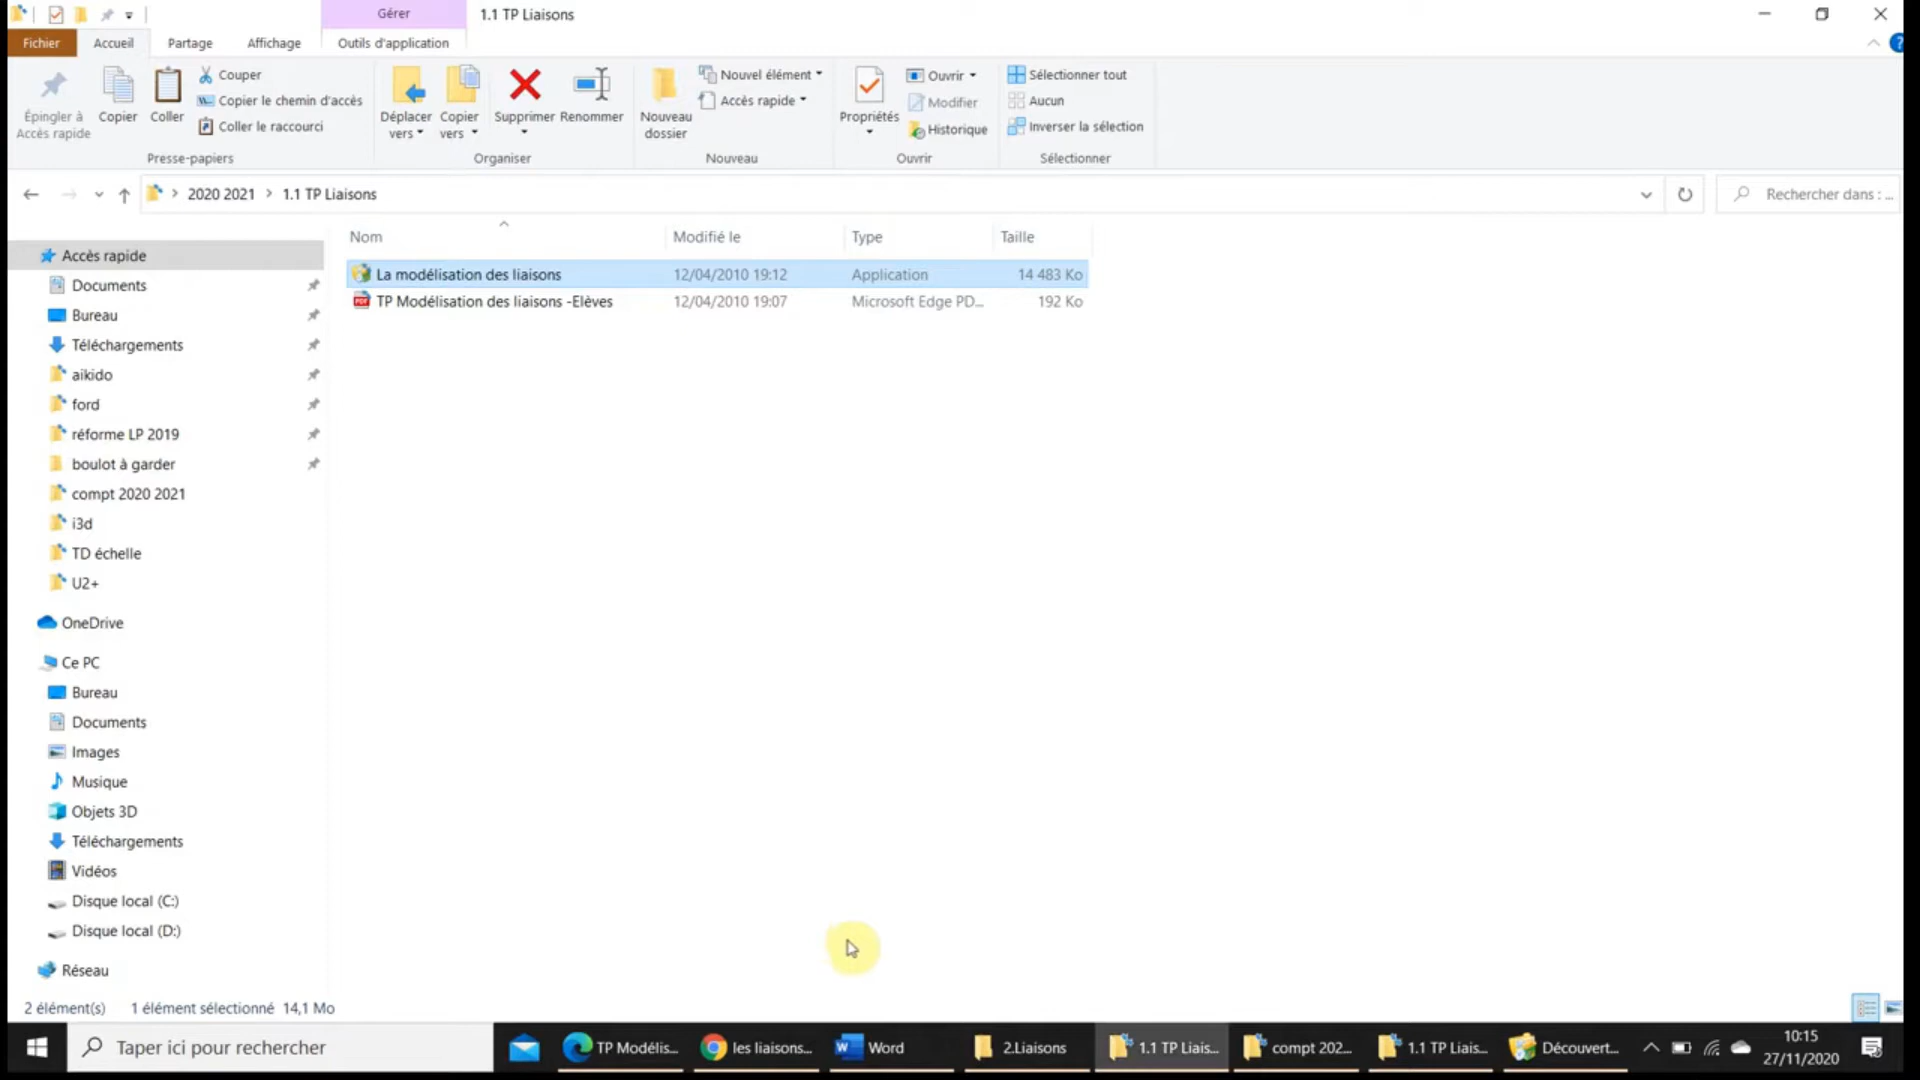 Gérer
1.1 TP Liaisons
Fichier
Accueil
Partage
Affichage
Outils d'application
?
Épingler à
Accès rapide
Copier
Coller
Couper
Copier le chemin d'accès
Coller le raccourci
Presse-papiers
Déplacer
vers
Copier
vers
Supprimer
Renommer
Organiser
Nouveau
dossier
Nouvel élément
Accès rapide
Nouveau
Propriétés
Ouvrir
Modifier
Historique
Ouvrir
Sélectionner tout
Aucun
Inverser la sélection
Sélectionner
2020 2021
1.1 TP Liaisons
Rechercher dans : ...
Nom
Modifié le
Type
Taille
La modélisation des liaisons 12/04/2010 19:12 Application 14 483 Ko
TP Modélisation des liaisons -Elèves 12/04/2010 19:07 Microsoft Edge PD... 192 Ko
Accès rapide
Documents
Bureau
Téléchargements
aikido
ford
réforme LP 2019
boulot à garder
compt 2020 2021
i3d
TD échelle
U2+
OneDrive
Ce PC
Bureau
Documents
Images
Musique
Objets 3D
Téléchargements
Vidéos
Disque local (C:)
Disque local (D:)
Réseau
2 élément(s) 1 élément sélectionné 14,1 Mo
Taper ici pour rechercher
TP Modélis...
les liaisons...
Word
2.Liaisons
1.1 TP Liais...
compt 202...
1.1 TP Liais...
Découvert...
10:15
27/11/2020